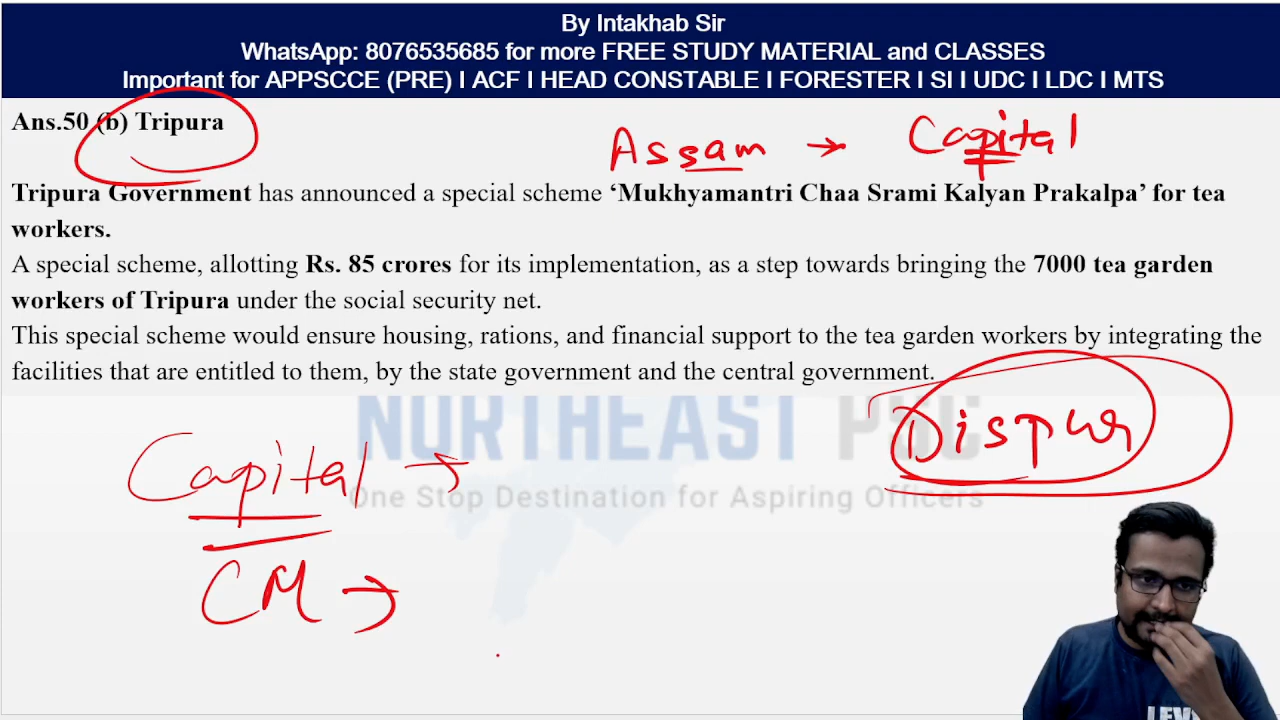 By Intakhab Sir
WhatsApp: 8076535685 for more FREE STUDY MATERIAL and CLASSES
Important for APPSCCE (PRE) I ACF I HEAD CONSTABLE I FORESTER I SI I UDC I LDC I MTS
Ans.50 (b) Tripura
Assam → Capital
Tripura Government has announced a special scheme ‘Mukhyamantri Chaa Srami Kalyan Prakalpa’ for tea
workers.
A special scheme, allotting Rs. 85 crores for its implementation, as a step towards bringing the 7000 tea garden
workers of Tripura under the social security net.
This special scheme would ensure housing, rations, and financial support to the tea garden workers by integrating the
facilities that are entitled to them, by the state government and the central government.
NORTHEAST PSC
Dispur
Capital →
One Stop Destination for Aspiring Officers
CM →